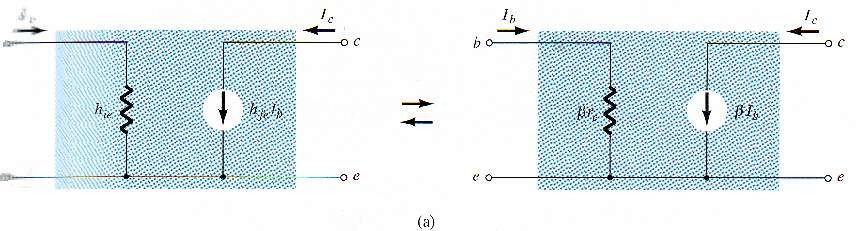 I_c I_b I_c
c b c
h_ie h_fe I_b βr_e βI_b
e e e
(a)